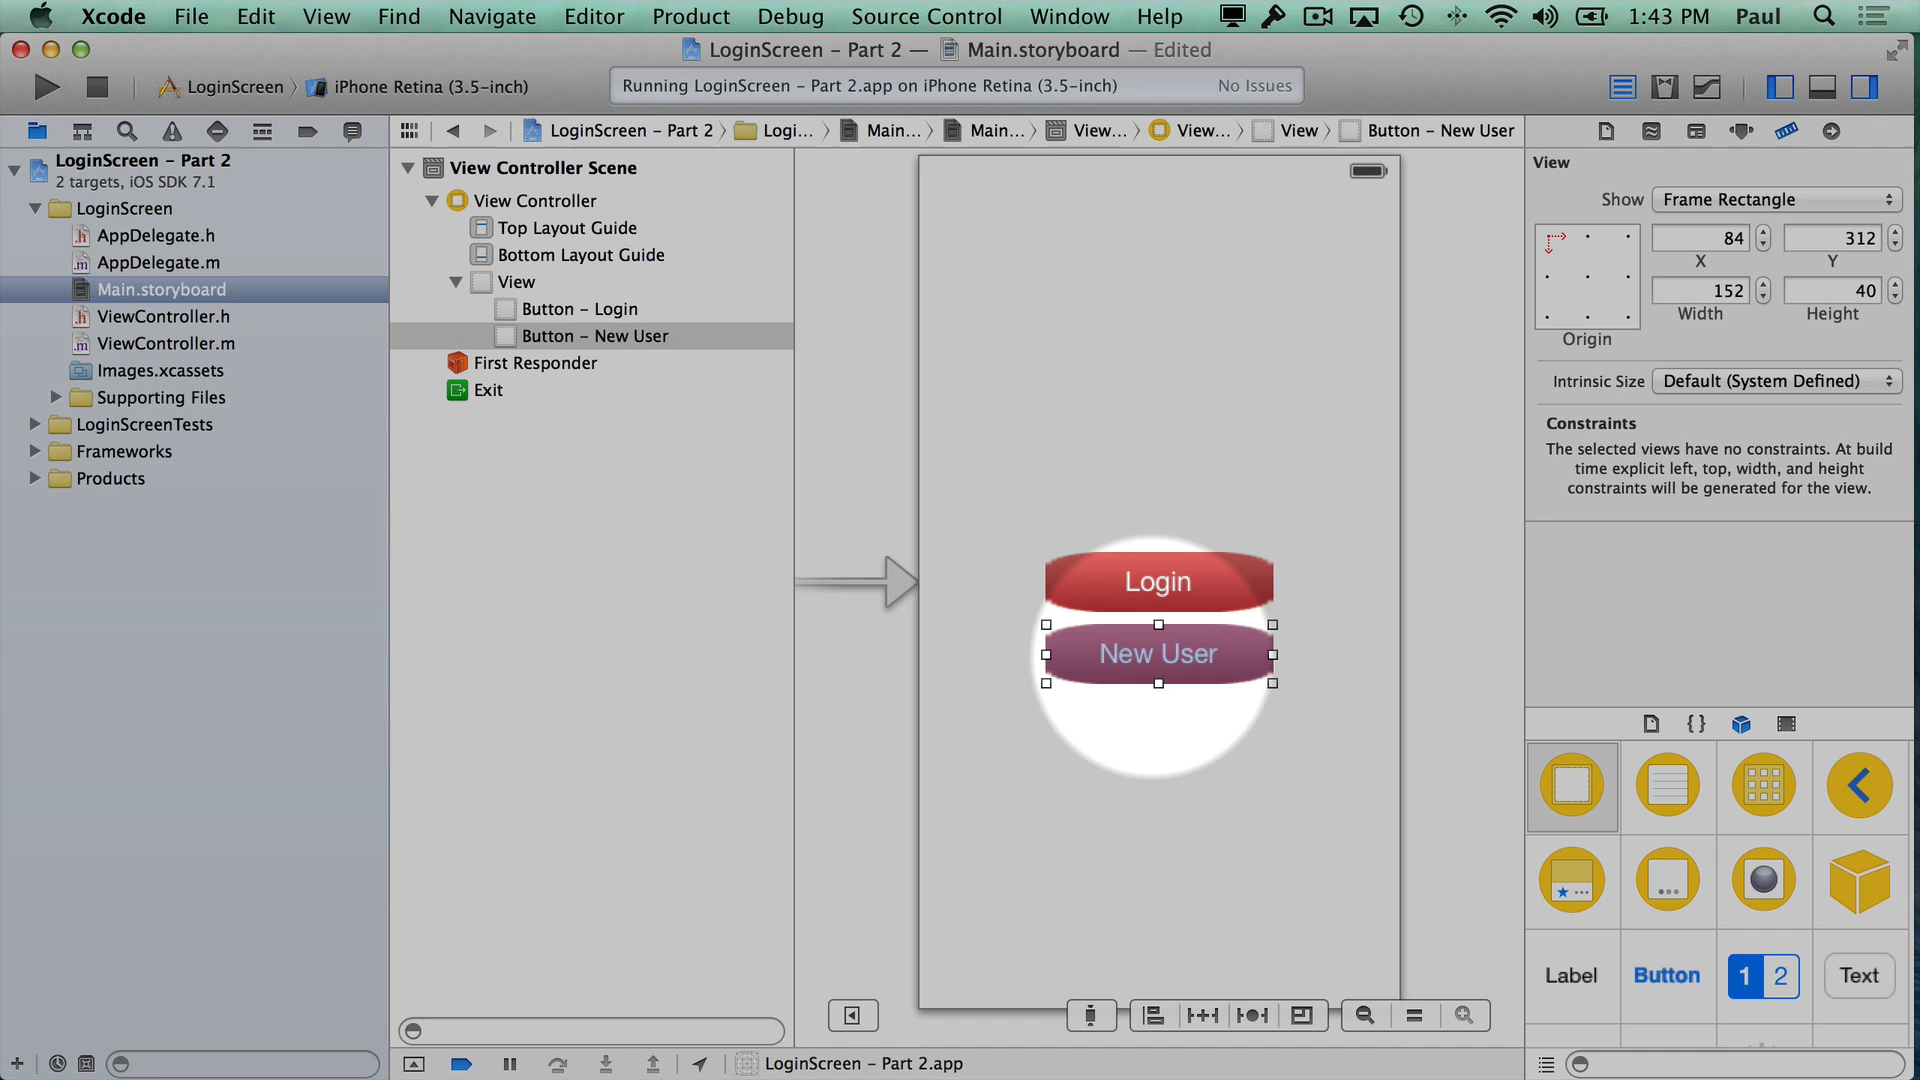 Xcode File Edit View Find Navigate Editor Product Debug Source Control Window Help 1:43 PM Paul
LoginScreen – Part 2 — Main.storyboard — Edited
LoginScreen iPhone Retina (3.5-inch)
Running LoginScreen – Part 2.app on iPhone Retina (3.5-inch) No Issues
LoginScreen – Part 2 Logi... Main... Main... View... View... View Button – New User
LoginScreen – Part 2
2 targets, iOS SDK 7.1
LoginScreen
AppDelegate.h
AppDelegate.m
Main.storyboard
ViewController.h
ViewController.m
Images.xcassets
Supporting Files
LoginScreenTests
Frameworks
Products
View Controller Scene
View Controller
Top Layout Guide
Bottom Layout Guide
View
Button – Login
Button – New User
First Responder
Exit
Login
New User
View
Show Frame Rectangle
84 312
X Y
152 40
Width Height
Origin
Intrinsic Size Default (System Defined)
Constraints
The selected views have no constraints. At build
time explicit left, top, width, and height
constraints will be generated for the view.
Label Button 1 2 Text
LoginScreen – Part 2.app